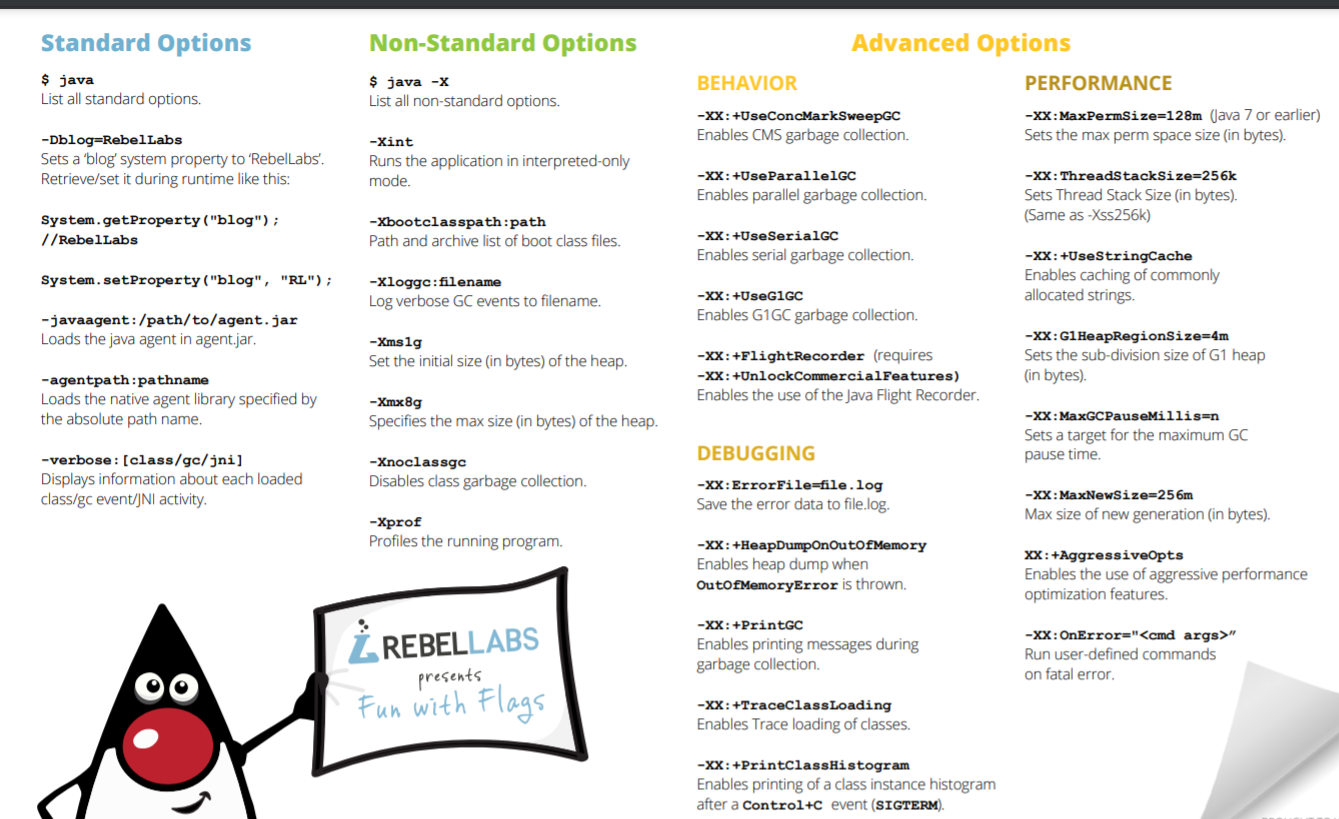 Standard Options
$ java
List all standard options.
-Dblog=RebelLabs
Sets a ‘blog’ system property to ‘RebelLabs’.
Retrieve/set it during runtime like this:
System.getProperty("blog");
//RebelLabs
System.setProperty("blog", "RL");
-javaagent:/path/to/agent.jar
Loads the java agent in agent.jar.
-agentpath:pathname
Loads the native agent library specified by
the absolute path name.
-verbose:[class/gc/jni]
Displays information about each loaded
class/gc event/JNI activity.
Non-Standard Options
$ java -X
List all non-standard options.
-Xint
Runs the application in interpreted-only
mode.
-Xbootclasspath:path
Path and archive list of boot class files.
-Xloggc:filename
Log verbose GC events to filename.
-Xms1g
Set the initial size (in bytes) of the heap.
-Xmx8g
Specifies the max size (in bytes) of the heap.
-Xnoclassgc
Disables class garbage collection.
-Xprof
Profiles the running program.
REBELLABS
presents
Fun with Flags
Advanced Options
BEHAVIOR
-XX:+UseConcMarkSweepGC
Enables CMS garbage collection.
-XX:+UseParallelGC
Enables parallel garbage collection.
-XX:+UseSerialGC
Enables serial garbage collection.
-XX:+UseG1GC
Enables G1GC garbage collection.
-XX:+FlightRecorder (requires
-XX:+UnlockCommercialFeatures)
Enables the use of the Java Flight Recorder.
DEBUGGING
-XX:ErrorFile=file.log
Save the error data to file.log.
-XX:+HeapDumpOnOutOfMemory
Enables heap dump when
OutOfMemoryError is thrown.
-XX:+PrintGC
Enables printing messages during
garbage collection.
-XX:+TraceClassLoading
Enables Trace loading of classes.
-XX:+PrintClassHistogram
Enables printing of a class instance histogram
after a Control+C event (SIGTERM).
PERFORMANCE
-XX:MaxPermSize=128m (Java 7 or earlier)
Sets the max perm space size (in bytes).
-XX:ThreadStackSize=256k
Sets Thread Stack Size (in bytes).
(Same as -Xss256k)
-XX:+UseStringCache
Enables caching of commonly
allocated strings.
-XX:G1HeapRegionSize=4m
Sets the sub-division size of G1 heap
(in bytes).
-XX:MaxGCPauseMillis=n
Sets a target for the maximum GC
pause time.
-XX:MaxNewSize=256m
Max size of new generation (in bytes).
XX:+AggressiveOpts
Enables the use of aggressive performance
optimization features.
-XX:OnError="<cmd args>”
Run user-defined commands
on fatal error.